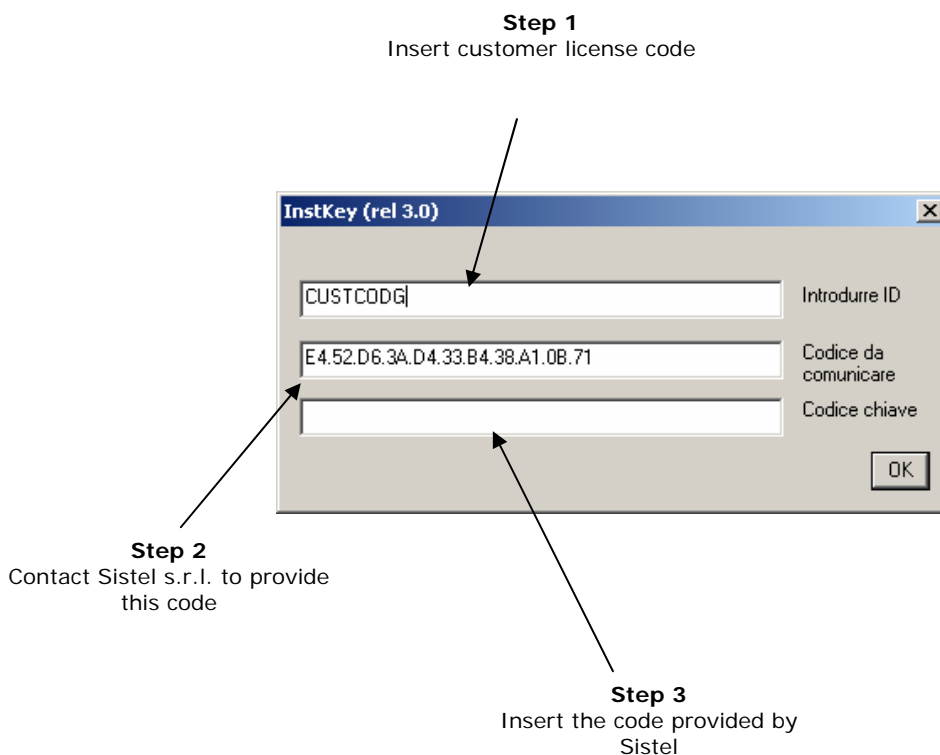 Step 1
Insert customer license code
InstKey (rel 3.0)
CUSTCODG
Introdurre ID
E4.52.D6.3A.D4.33.B4.38.A1.0B.71
Codice da
comunicare
Codice chiave
OK
Step 2
Contact Sistel s.r.l. to provide
this code
Step 3
Insert the code provided by
Sistel